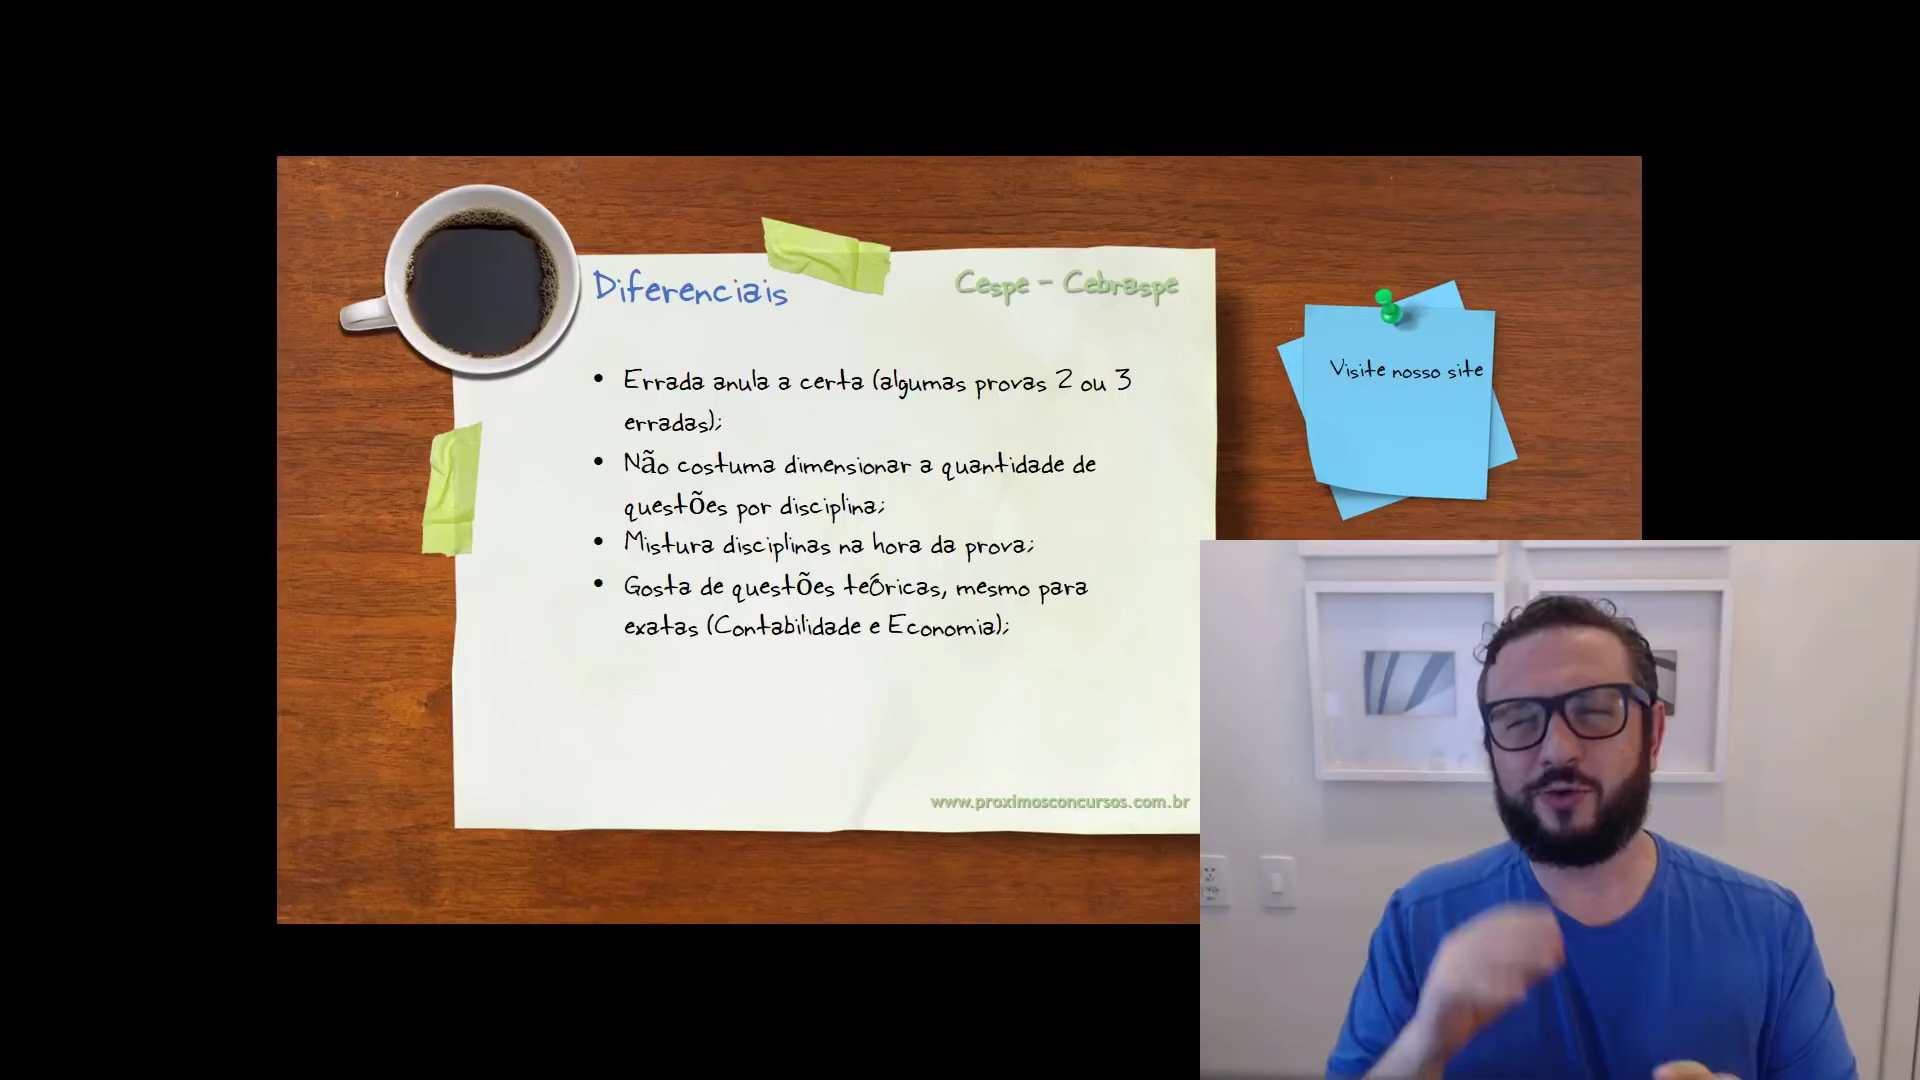 Diferenciais
Cespe - Cebraspe
• Errada anula a certa (algumas provas 2 ou 3
erradas);
• Não costuma dimensionar a quantidade de
questões por disciplina;
• Mistura disciplinas na hora da prova;
• Gosta de questões teóricas, mesmo para
exatas (Contabilidade e Economia);
www.proximosconcursos.com.br
Visite nosso site